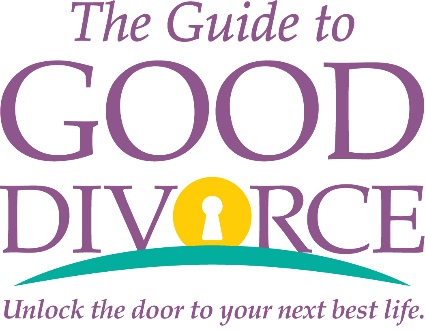 The Guide to
GOOD
DIVORCE
Unlock the door to your next best life.